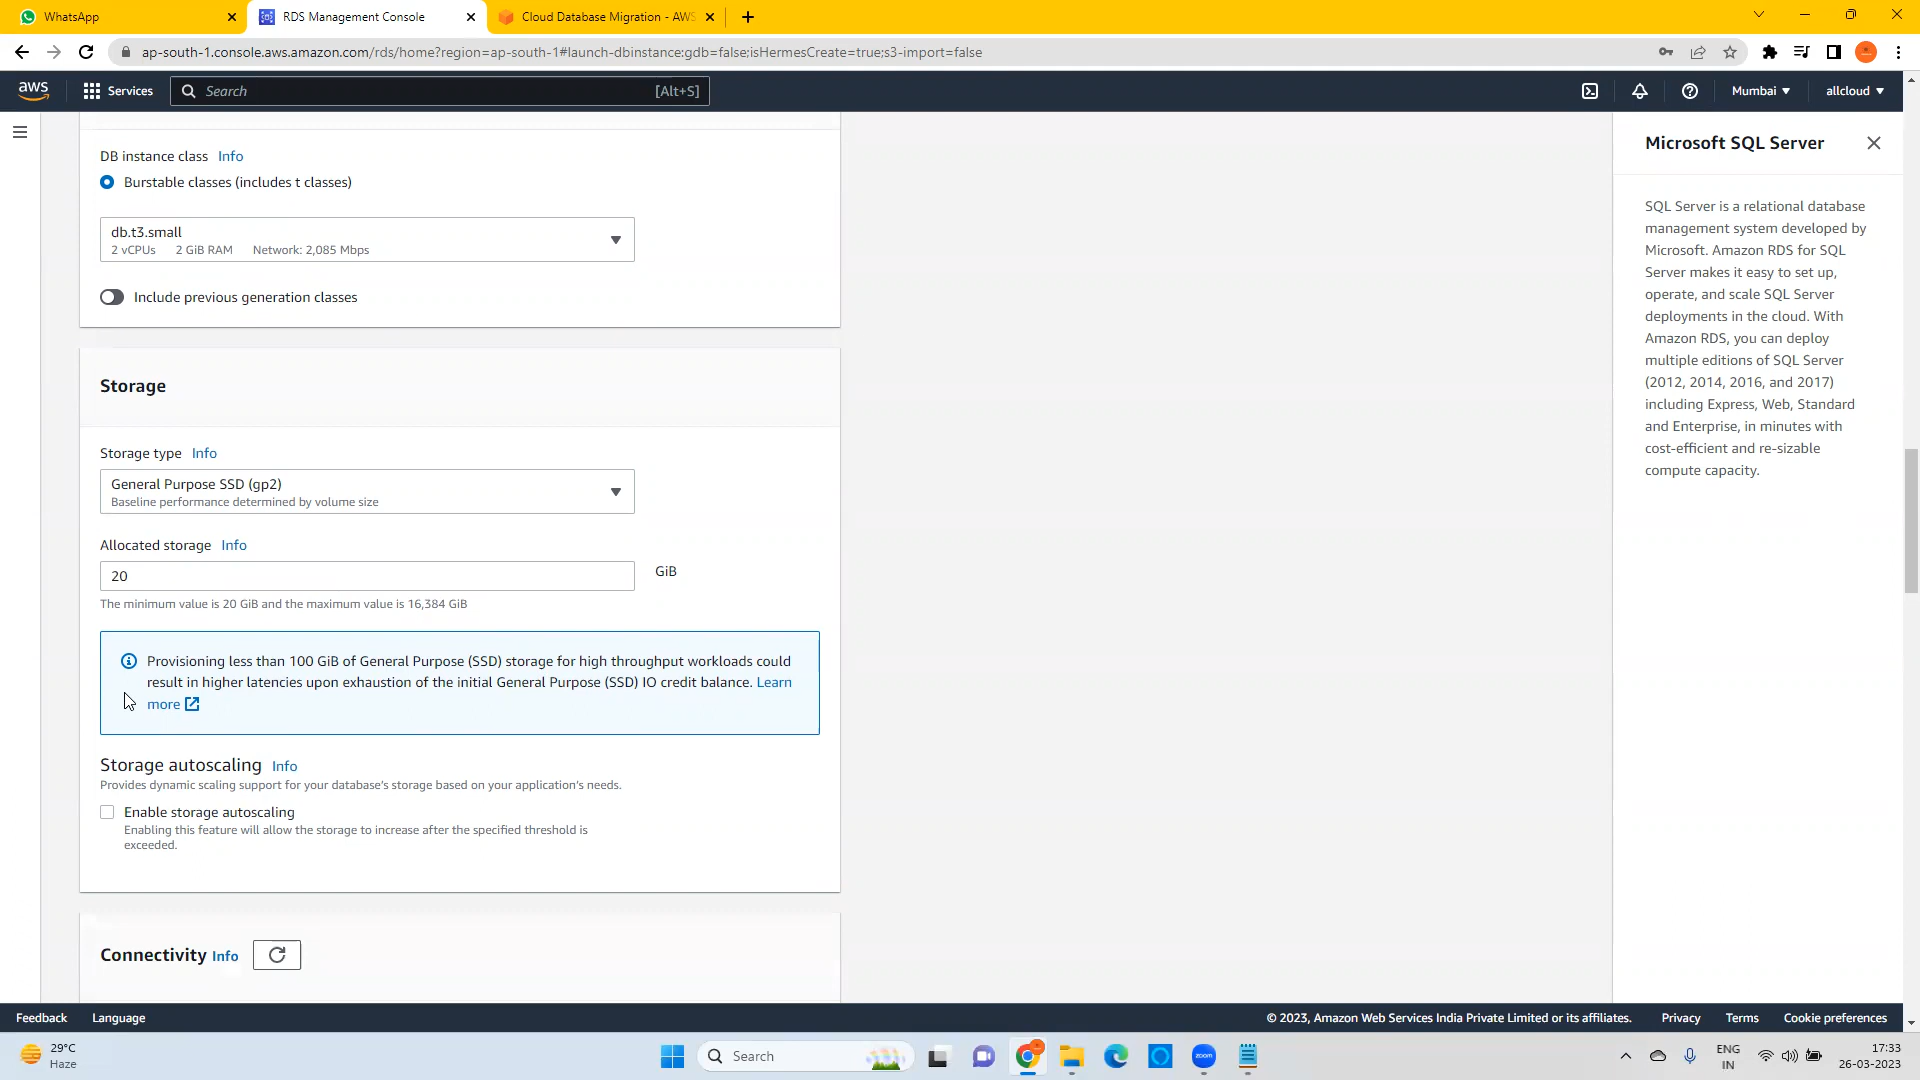 WhatsApp
RDS Management Console
Cloud Database Migration - AWS
ap-south-1.console.aws.amazon.com/rds/home?region=ap-south-1#launch-dbinstance:gdb=false;isHermesCreate=true;s3-import=false
aws
Services
Search
[Alt+S]
Mumbai
allcloud
DB instance class Info
Burstable classes (includes t classes)
db.t3.small
2 vCPUs 2 GiB RAM Network: 2,085 Mbps
Include previous generation classes
Storage
Storage type Info
General Purpose SSD (gp2)
Baseline performance determined by volume size
Allocated storage Info
20
GiB
The minimum value is 20 GiB and the maximum value is 16,384 GiB
Provisioning less than 100 GiB of General Purpose (SSD) storage for high throughput workloads could
result in higher latencies upon exhaustion of the initial General Purpose (SSD) IO credit balance. Learn
more
Storage autoscaling Info
Provides dynamic scaling support for your database's storage based on your application's needs.
Enable storage autoscaling
Enabling this feature will allow the storage to increase after the specified threshold is
exceeded.
Connectivity Info
Microsoft SQL Server
SQL Server is a relational database
management system developed by
Microsoft. Amazon RDS for SQL
Server makes it easy to set up,
operate, and scale SQL Server
deployments in the cloud. With
Amazon RDS, you can deploy
multiple editions of SQL Server
(2012, 2014, 2016, and 2017)
including Express, Web, Standard
and Enterprise, in minutes with
cost-efficient and re-sizable
compute capacity.
Feedback
Language
© 2023, Amazon Web Services India Private Limited or its affiliates.
Privacy
Terms
Cookie preferences
29°C
Haze
Search
zoom
ENG
IN
17:33
26-03-2023